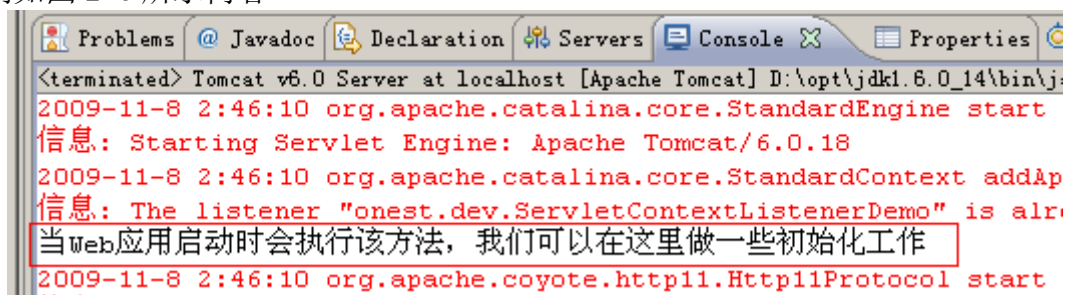 Problems @ Javadoc Declaration Servers Console Properties
<terminated> Tomcat v6.0 Server at localhost [Apache Tomcat] D:\opt\jdk1.6.0_14\bin\j
2009-11-8 2:46:10 org.apache.catalina.core.StandardEngine start
信息: Starting Servlet Engine: Apache Tomcat/6.0.18
2009-11-8 2:46:10 org.apache.catalina.core.StandardContext addAp
信息: The listener "onest.dev.ServletContextListenerDemo" is alr
当Web应用启动时会执行该方法，我们可以在这里做一些初始化工作
2009-11-8 2:46:10 org.apache.coyote.http11.Http11Protocol start